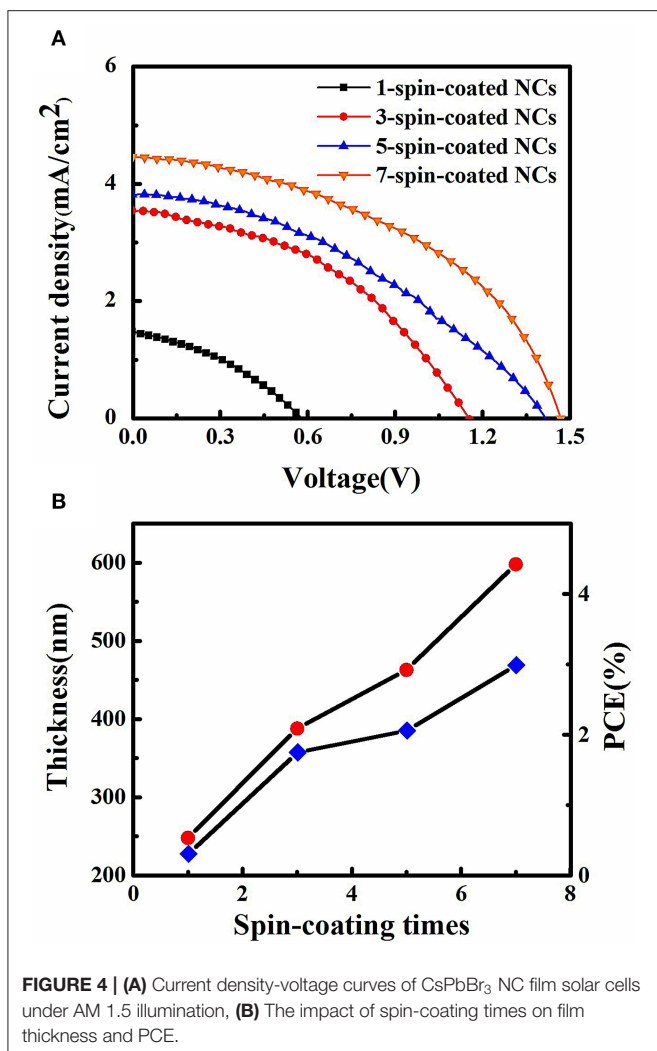 A
6
4
2
0
Current density(mA/cm²)
1-spin-coated NCs
3-spin-coated NCs
5-spin-coated NCs
7-spin-coated NCs
0.0 0.3 0.6 0.9 1.2 1.5
Voltage(V)
B
600
500
400
300
200
Thickness(nm)
4
2
0
PCE(%)
0 2 4 6 8
Spin-coating times
FIGURE 4 | (A) Current density-voltage curves of CsPbBr₃ NC film solar cells
under AM 1.5 illumination, (B) The impact of spin-coating times on film
thickness and PCE.